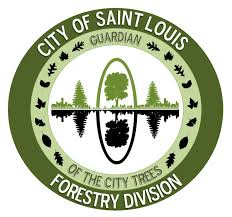 CITY OF SAINT LOUIS
GUARDIAN
OF THE CITY TREES
FORESTRY DIVISION